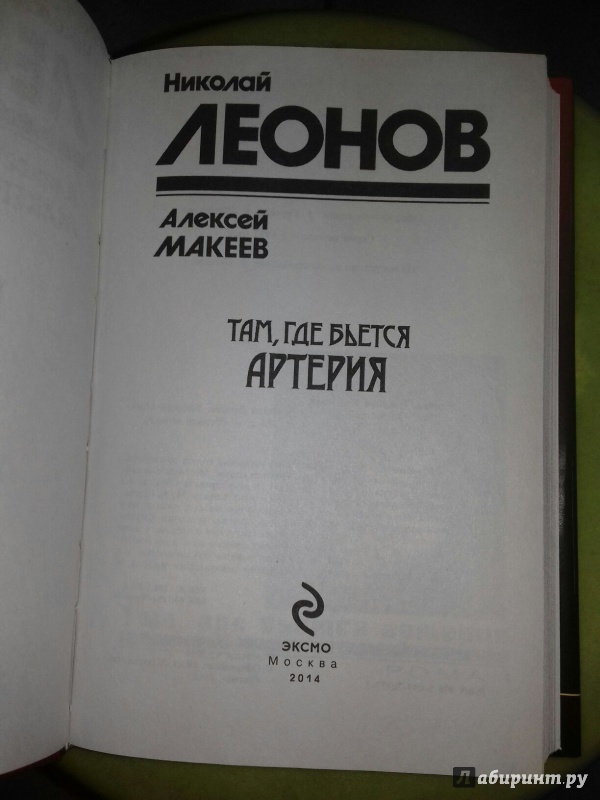 Николай
ЛЕОНОВ
Алексей
МАКЕЕВ
ТАМ, ГДЕ БЬЕТСЯ
АРТЕРИЯ
ЭКСМО
Москва
2014
Лабиринт.ру